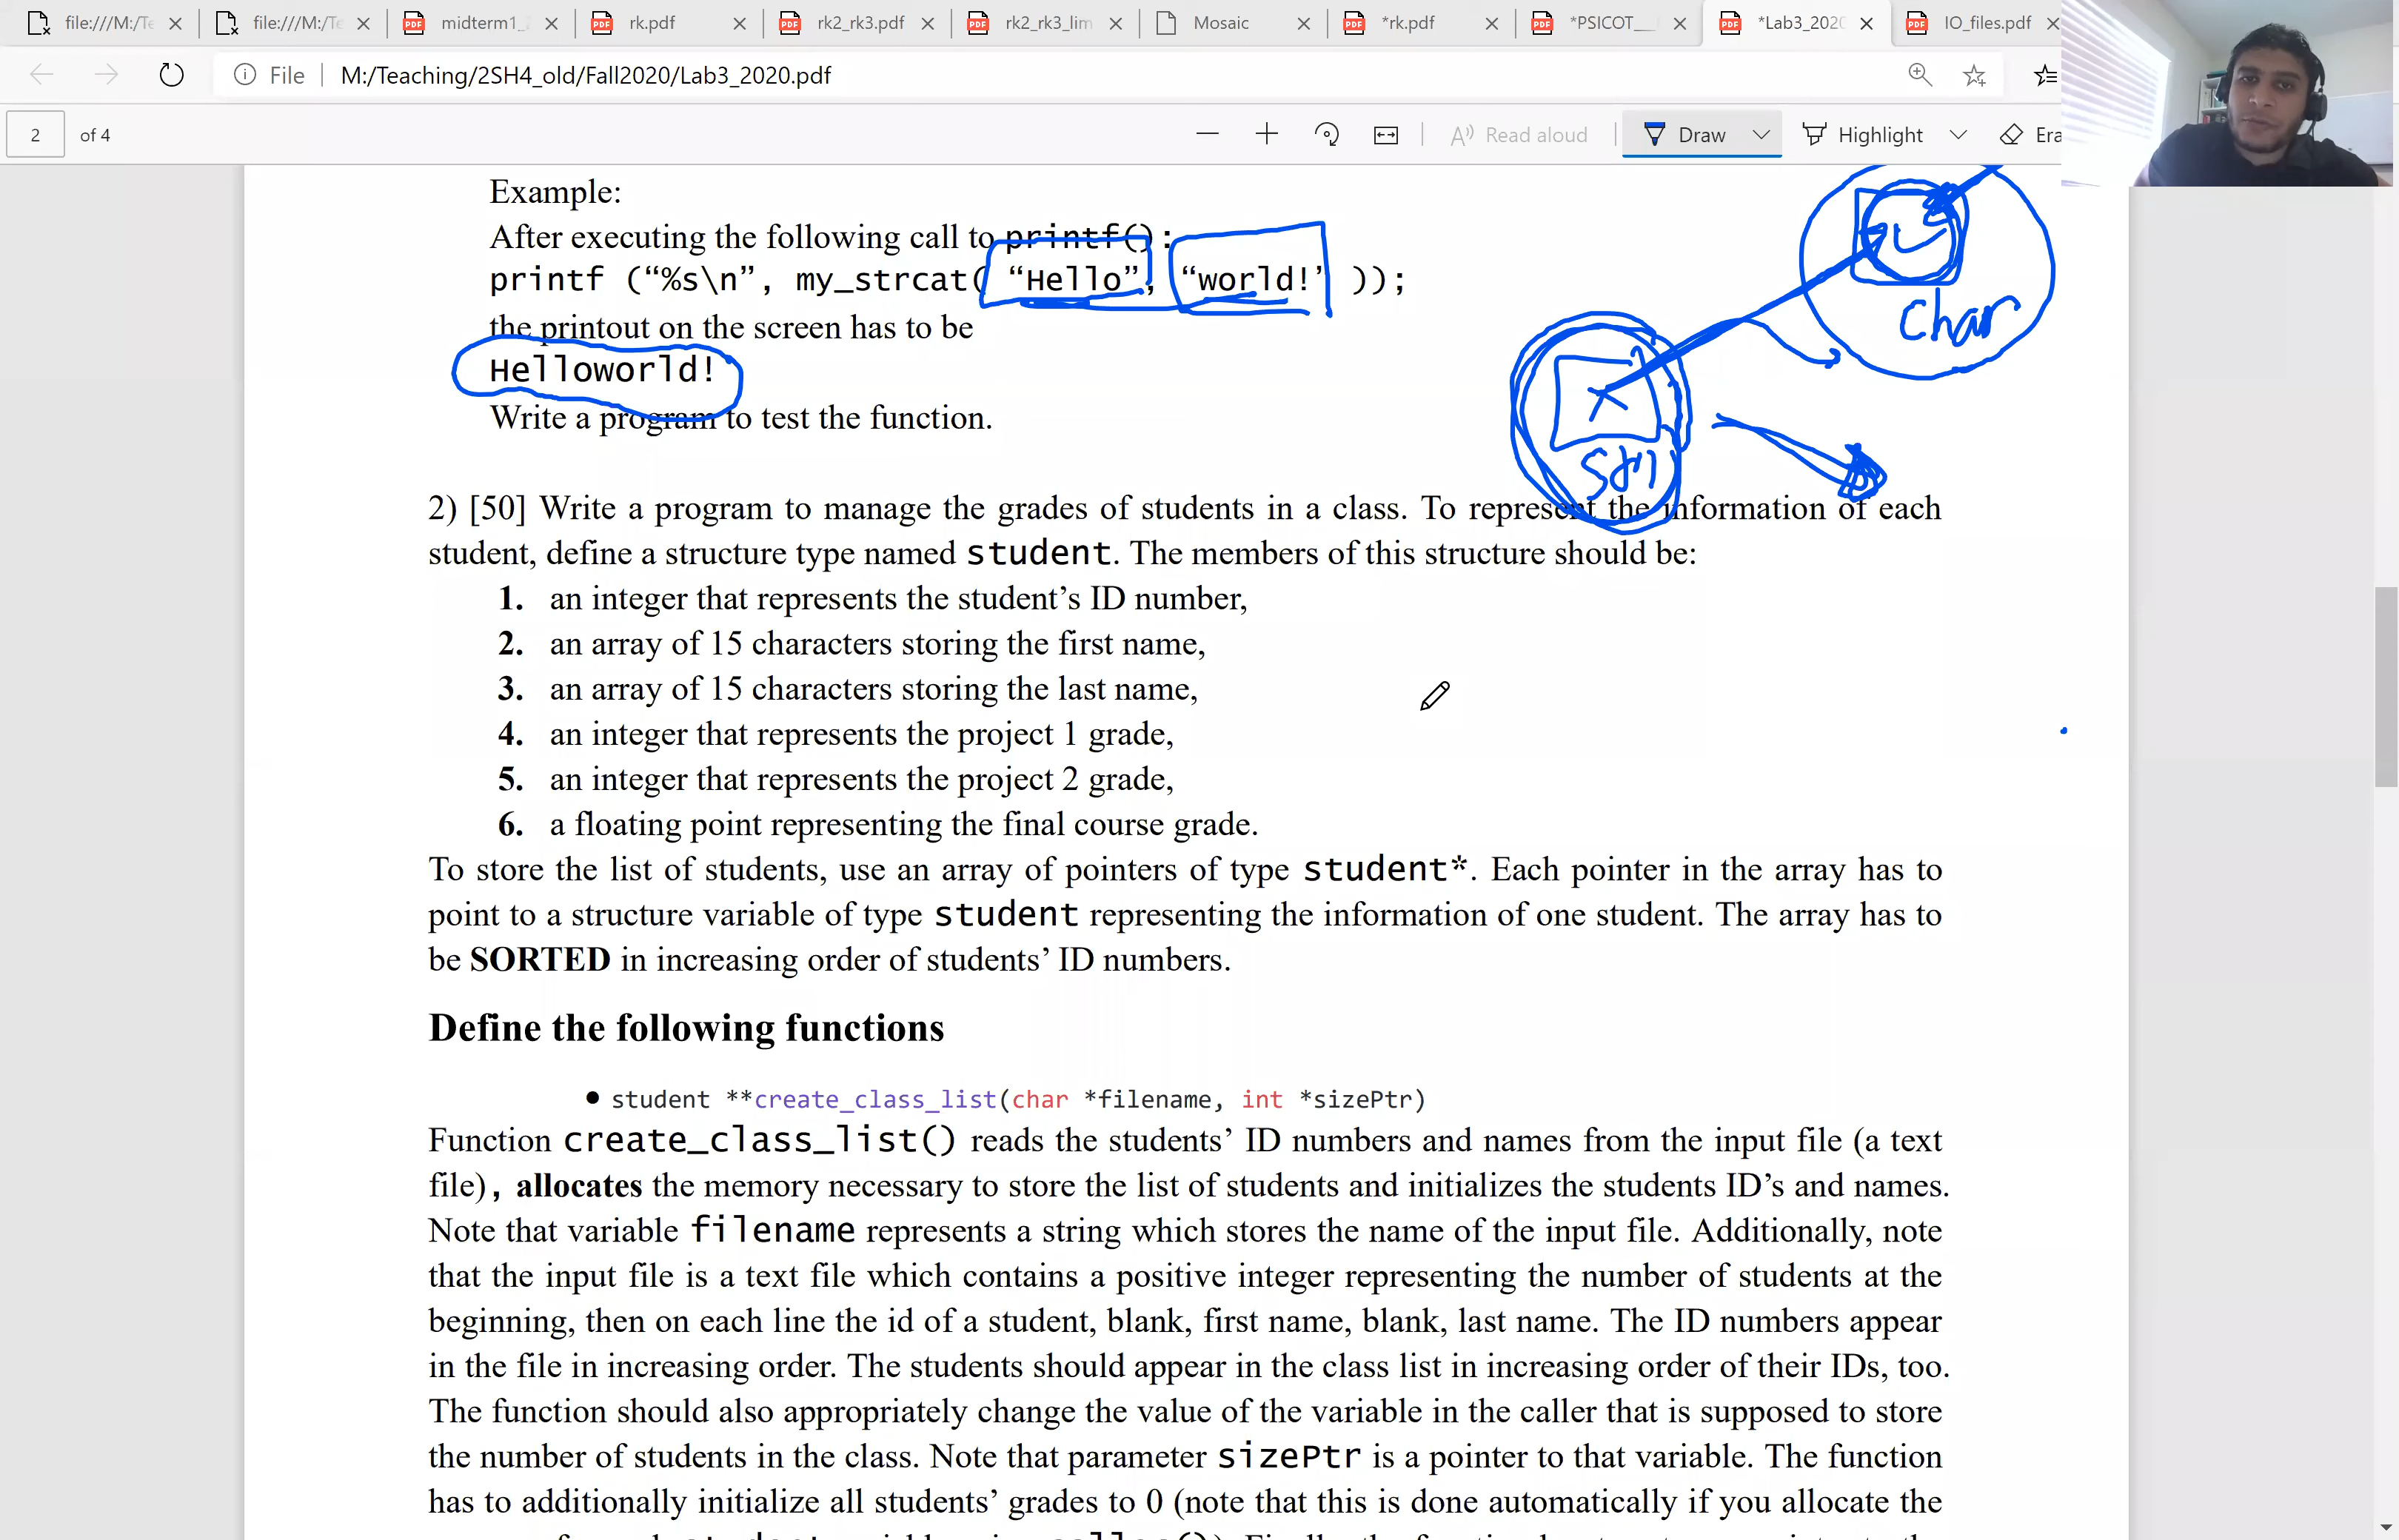 file:///M:/Te
file:///M:/Te
midterm1_
rk.pdf
rk2_rk3.pdf
rk2_rk3_lim
Mosaic
*rk.pdf
*PSICOT__
*Lab3_2020
IO_files.pdf
File
M:/Teaching/2SH4_old/Fall2020/Lab3_2020.pdf
2 of 4
Read aloud
Draw
Highlight
Era
Example:
After executing the following call to printf():
printf (“%s\n”, my_strcat( “Hello”, “world!” ));
the printout on the screen has to be
Helloworld!
Write a program to test the function.
Char
X
2) [50] Write a program to manage the grades of students in a class. To represent the information of each
student, define a structure type named student. The members of this structure should be:
1. an integer that represents the student’s ID number,
2. an array of 15 characters storing the first name,
3. an array of 15 characters storing the last name,
4. an integer that represents the project 1 grade,
5. an integer that represents the project 2 grade,
6. a floating point representing the final course grade.
To store the list of students, use an array of pointers of type student*. Each pointer in the array has to
point to a structure variable of type student representing the information of one student. The array has to
be SORTED in increasing order of students’ ID numbers.
Define the following functions
• student **create_class_list(char *filename, int *sizePtr)
Function create_class_list() reads the students’ ID numbers and names from the input file (a text
file), allocates the memory necessary to store the list of students and initializes the students ID’s and names.
Note that variable filename represents a string which stores the name of the input file. Additionally, note
that the input file is a text file which contains a positive integer representing the number of students at the
beginning, then on each line the id of a student, blank, first name, blank, last name. The ID numbers appear
in the file in increasing order. The students should appear in the class list in increasing order of their IDs, too.
The function should also appropriately change the value of the variable in the caller that is supposed to store
the number of students in the class. Note that parameter sizePtr is a pointer to that variable. The function
has to additionally initialize all students’ grades to 0 (note that this is done automatically if you allocate the